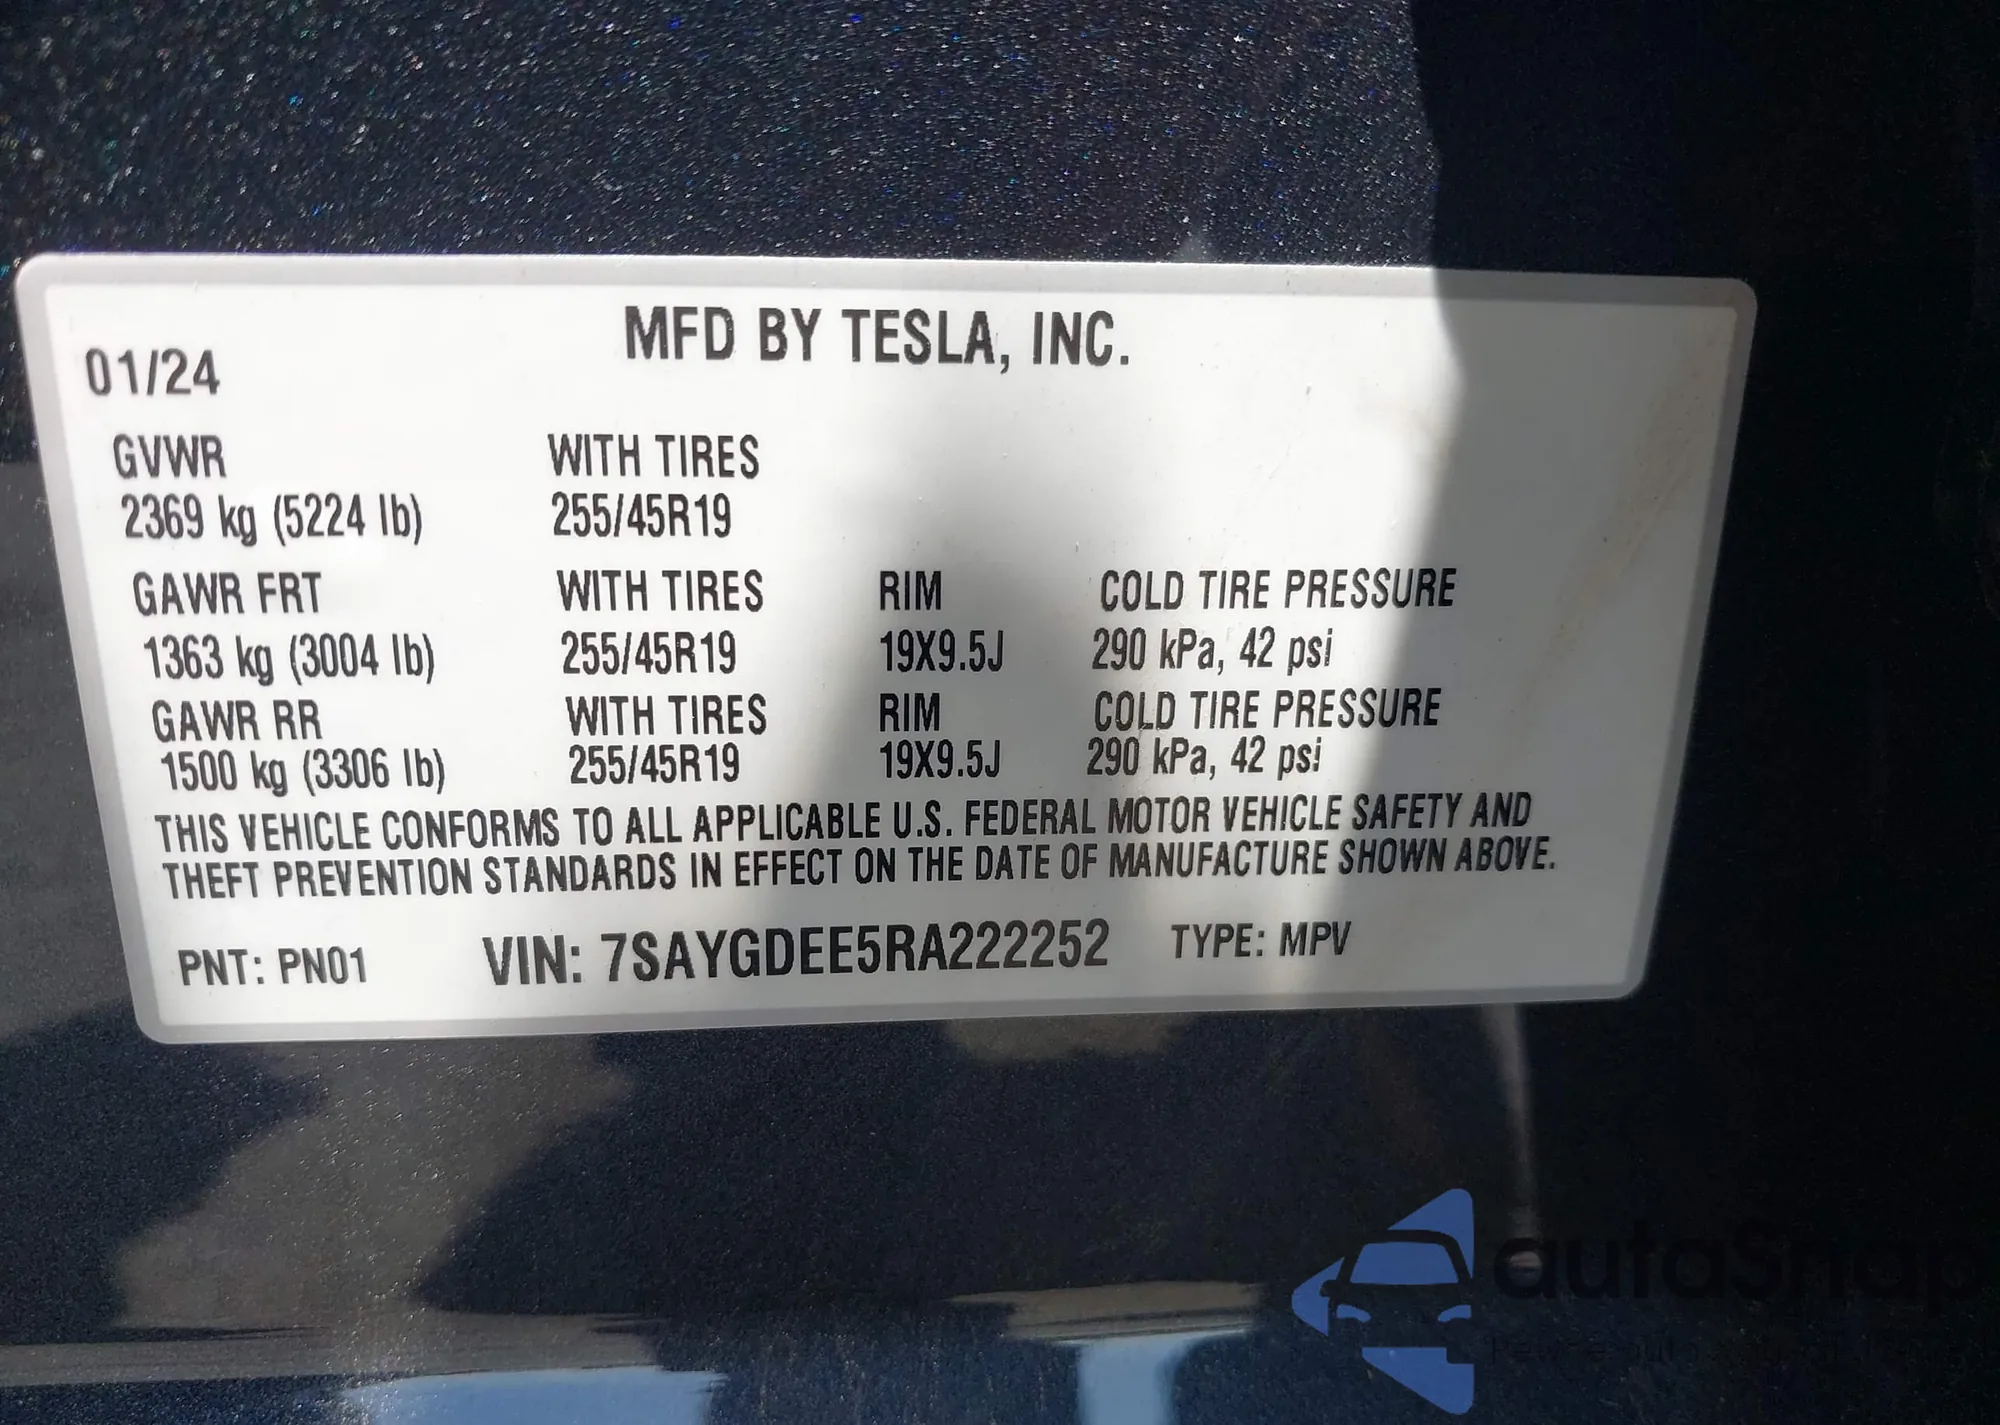 MFD BY TESLA, INC.
01/24
GVWR WITH TIRES
2369 kg (5224 lb) 255/45R19
GAWR FRT WITH TIRES RIM COLD TIRE PRESSURE
1363 kg (3004 lb) 255/45R19 19X9.5J 290 kPa, 42 psi
GAWR RR WITH TIRES RIM COLD TIRE PRESSURE
1500 kg (3306 lb) 255/45R19 19X9.5J 290 kPa, 42 psi
THIS VEHICLE CONFORMS TO ALL APPLICABLE U.S. FEDERAL MOTOR VEHICLE SAFETY AND
THEFT PREVENTION STANDARDS IN EFFECT ON THE DATE OF MANUFACTURE SHOWN ABOVE.
PNT: PN01 VIN: 7SAYGDEE5RA222252 TYPE: MPV
autaSnap